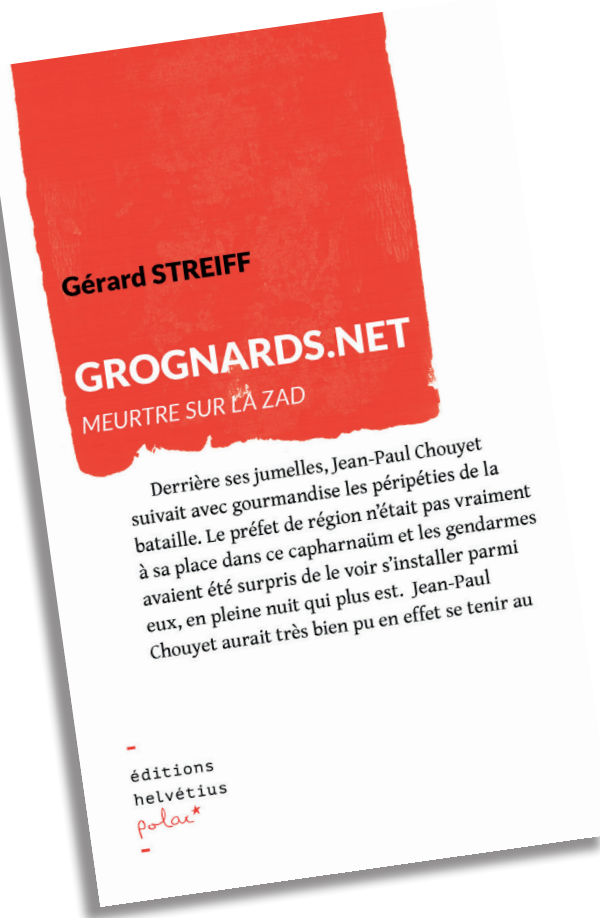 Gérard STREIFF
GROGNARDS.NET
MEURTRE SUR LA ZAD
Derrière ses jumelles, Jean-Paul Chouyet
suivait avec gourmandise les péripéties de la
bataille. Le préfet de région n’était pas vraiment
à sa place dans ce capharnaüm et les gendarmes
avaient été surpris de le voir s’installer parmi
eux, en pleine nuit qui plus est. Jean-Paul
Chouyet aurait très bien pu en effet se tenir au
éditions
helvétius
polar*